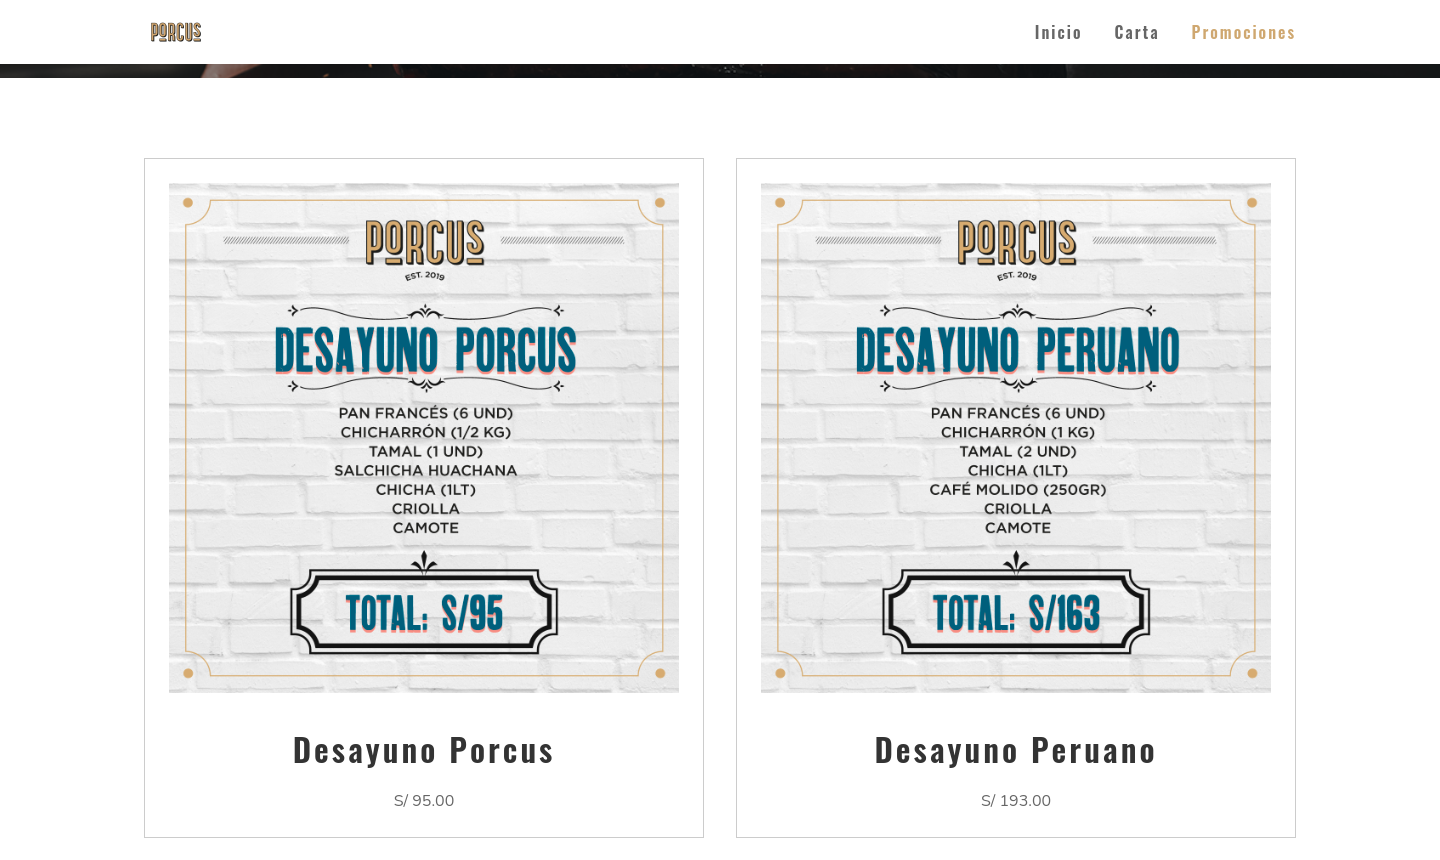 PORCUS
Inicio
Carta
Promociones
PORCUS
EST. 2019
DESAYUNO PORCUS
PAN FRANCÉS (6 UND)
CHICHARRÓN (1/2 KG)
TAMAL (1 UND)
SALCHICHA HUACHANA
CHICHA (1LT)
CRIOLLA
CAMOTE
TOTAL: S/95
Desayuno Porcus
S/ 95.00
PORCUS
EST. 2019
DESAYUNO PERUANO
PAN FRANCÉS (6 UND)
CHICHARRÓN (1 KG)
TAMAL (2 UND)
CHICHA (1LT)
CAFÉ MOLIDO (250GR)
CRIOLLA
CAMOTE
TOTAL: S/163
Desayuno Peruano
S/ 193.00